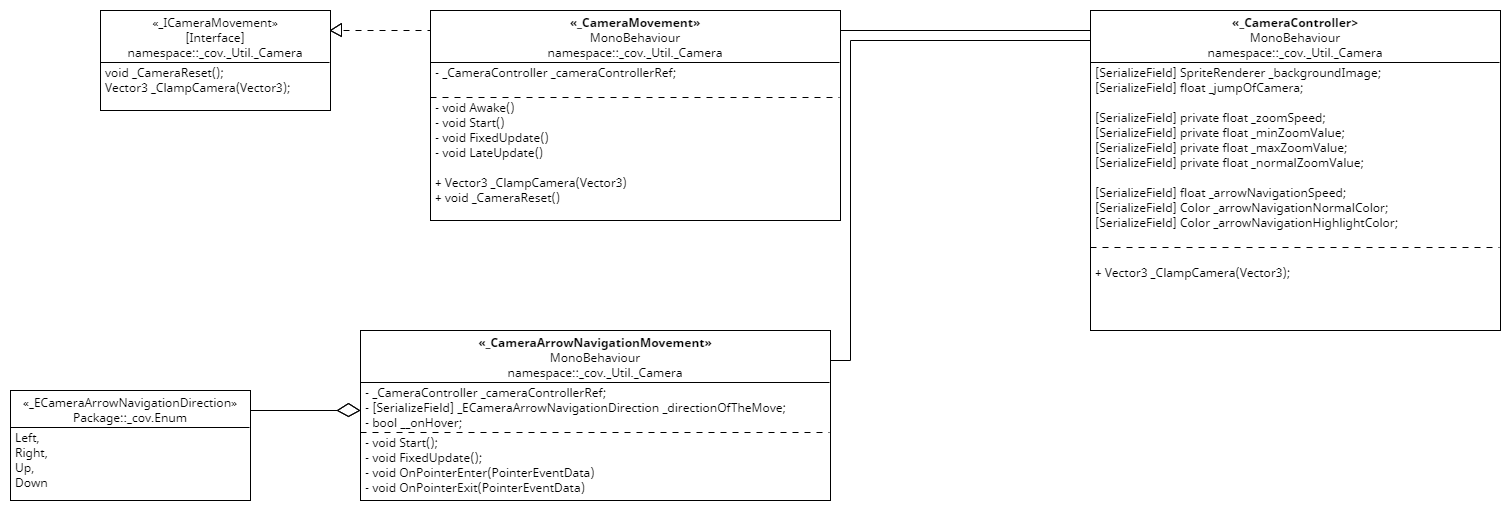 «_ICameraMovement»
[Interface]
namespace::_cov._Util._Camera
void _CameraReset();
Vector3 _ClampCamera(Vector3);
«_CameraMovement»
MonoBehaviour
namespace::_cov._Util._Camera
- _CameraController _cameraControllerRef;
- void Awake()
- void Start()
- void FixedUpdate()
- void LateUpdate()
+ Vector3 _ClampCamera(Vector3)
+ void _CameraReset()
«_CameraController>
MonoBehaviour
namespace::_cov._Util._Camera
[SerializeField] SpriteRenderer _backgroundImage;
[SerializeField] float _jumpOfCamera;
[SerializeField] private float _zoomSpeed;
[SerializeField] private float _minZoomValue;
[SerializeField] private float _maxZoomValue;
[SerializeField] private float _normalZoomValue;
[SerializeField] float _arrowNavigationSpeed;
[SerializeField] Color _arrowNavigationNormalColor;
[SerializeField] Color _arrowNavigationHighlightColor;
+ Vector3 _ClampCamera(Vector3);
«_CameraArrowNavigationMovement»
MonoBehaviour
namespace::_cov._Util._Camera
- _CameraController _cameraControllerRef;
- [SerializeField] _ECameraArrowNavigationDirection _directionOfTheMove;
- bool __onHover;
- void Start();
- void FixedUpdate();
- void OnPointerEnter(PointerEventData)
- void OnPointerExit(PointerEventData)
«_ECameraArrowNavigationDirection»
Package::_cov.Enum
Left,
Right,
Up,
Down